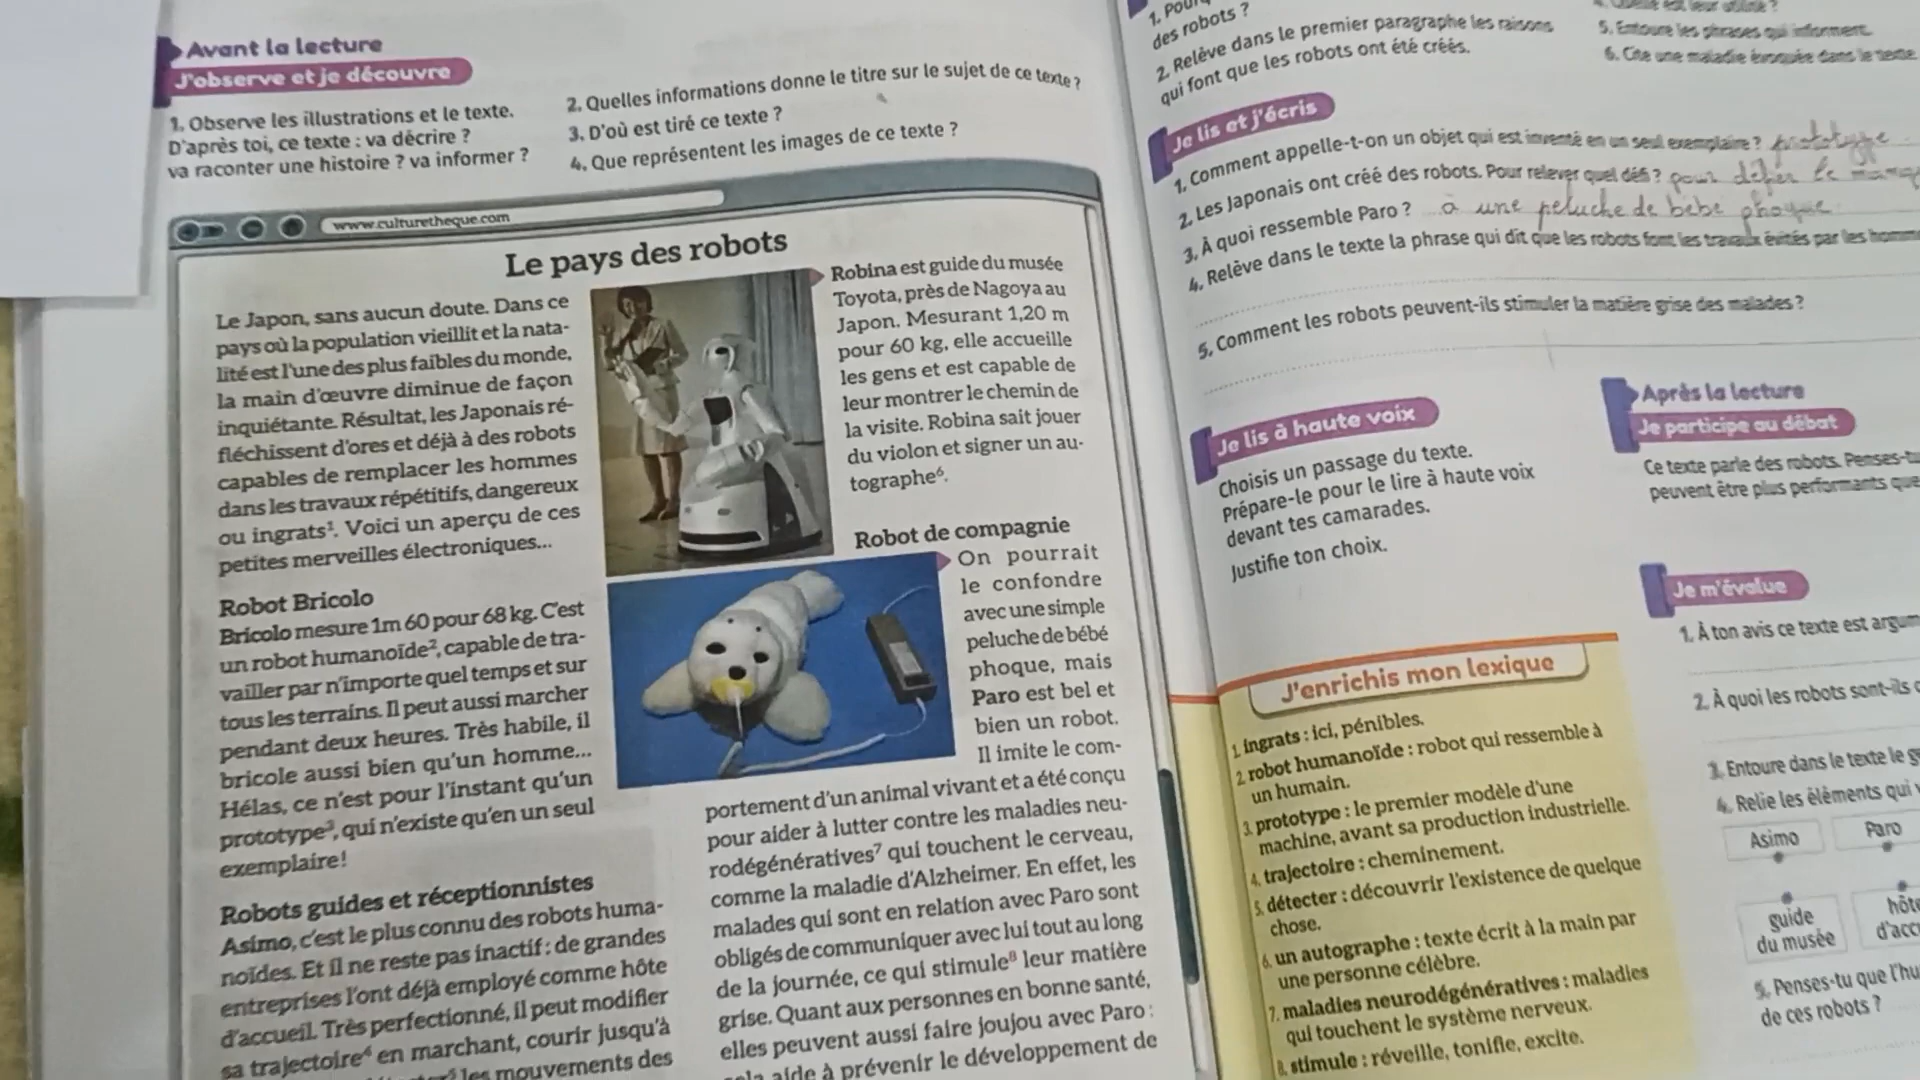 Avant la lecture
J'observe et je découvre
1. Observe les illustrations et le texte.
D'après toi, ce texte : va décrire ?
va raconter une histoire ? va informer ?
2. Quelles informations donne le titre sur le sujet de ce texte ?
3. D'où est tiré ce texte ?
4. Que représentent les images de ce texte ?
www.culturetheque.com
Le pays des robots
Le Japon, sans aucun doute. Dans ce
pays où la population vieillit et la nata-
lité est l'une des plus faibles du monde,
la main d'œuvre diminue de façon
inquiétante. Résultat, les Japonais ré-
fléchissent d'ores et déjà à des robots
capables de remplacer les hommes
dans les travaux répétitifs, dangereux
ou ingrats¹. Voici un aperçu de ces
petites merveilles électroniques...
Robot Bricolo
Bricolo mesure 1m 60 pour 68 kg. C'est
un robot humanoïde², capable de tra-
vailler par n'importe quel temps et sur
tous les terrains. Il peut aussi marcher
pendant deux heures. Très habile, il
bricole aussi bien qu'un homme...
Hélas, ce n'est pour l'instant qu'un
prototype³, qui n'existe qu'en un seul
exemplaire !
Robots guides et réceptionnistes
Asimo, c'est le plus connu des robots huma-
noïdes. Et il ne reste pas inactif : de grandes
entreprises l'ont déjà employé comme hôte
d'accueil. Très perfectionné, il peut modifier
sa trajectoire⁴ en marchant, courir jusqu'à
les mouvements des
Robina est guide du musée
Toyota, près de Nagoya au
Japon. Mesurant 1,20 m
pour 60 kg, elle accueille
les gens et est capable de
leur montrer le chemin de
la visite. Robina sait jouer
du violon et signer un au-
tographe⁶.
Robot de compagnie
On pourrait
le confondre
avec une simple
peluche de bébé
phoque, mais
Paro est bel et
bien un robot.
Il imite le com-
portement d'un animal vivant et a été conçu
pour aider à lutter contre les maladies neu-
rodégénératives⁷ qui touchent le cerveau,
comme la maladie d'Alzheimer. En effet, les
malades qui sont en relation avec Paro sont
obligés de communiquer avec lui tout au long
de la journée, ce qui stimule⁸ leur matière
grise. Quant aux personnes en bonne santé,
elles peuvent aussi faire joujou avec Paro :
aide à prévenir le développement de
1.
des robots ?
2. Relève dans le premier paragraphe les raisons
qui font que les robots ont été créés.
5. Entoure les phrases qui informent.
6. Cite une maladie évoquée dans le texte.
Je lis et j'écris
1. Comment appelle-t-on un objet qui est inventé en un seul exemplaire ? prototype
2. Les Japonais ont créé des robots. Pour relever quel défi ? pour défier le
3. À quoi ressemble Paro ? à une peluche de bébé phoque
4. Relève dans le texte la phrase qui dit que les robots font les travaux évités par les
5. Comment les robots peuvent-ils stimuler la matière grise des malades ?
Je lis à haute voix
Choisis un passage du texte.
Prépare-le pour le lire à haute voix
devant tes camarades.
Justifie ton choix.
Après la lecture
Je participe au débat
Ce texte parle des robots.
peuvent être plus performants que
Je m'évalue
1. À ton avis ce texte est
2. À quoi les robots sont-ils
3. Entoure dans le texte le
4. Relie les éléments qui
Asimo
Paro
guide
du musée
5. Penses-tu que
de ces robots ?
J'enrichis mon lexique
1. ingrats : ici, pénibles.
2. robot humanoïde : robot qui ressemble à
un humain.
3. prototype : le premier modèle d'une
machine, avant sa production industrielle.
4. trajectoire : cheminement.
5. détecter : découvrir l'existence de quelque
chose.
6. un autographe : texte écrit à la main par
une personne célèbre.
7. maladies neurodégénératives : maladies
qui touchent le système nerveux.
8. stimule : réveille, tonifie, excite.